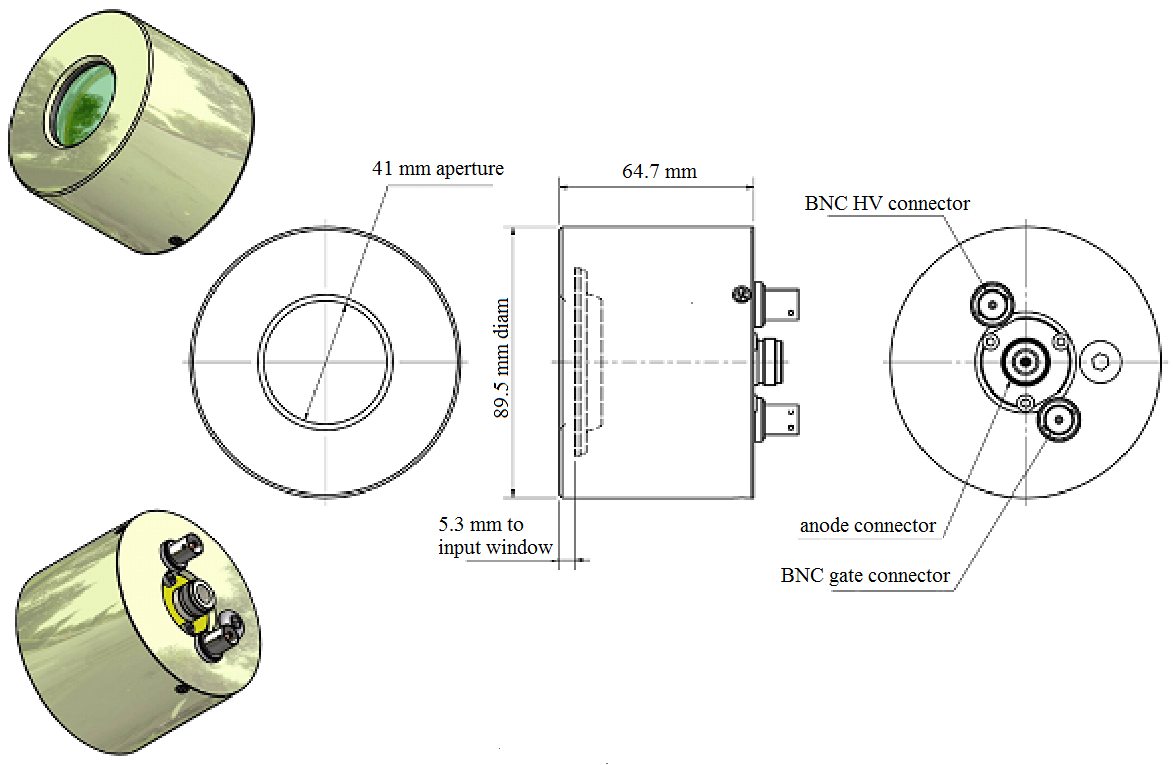 41 mm aperture
64.7 mm
BNC HV connector
89.5 mm diam
5.3 mm to
input window
anode connector
BNC gate connector